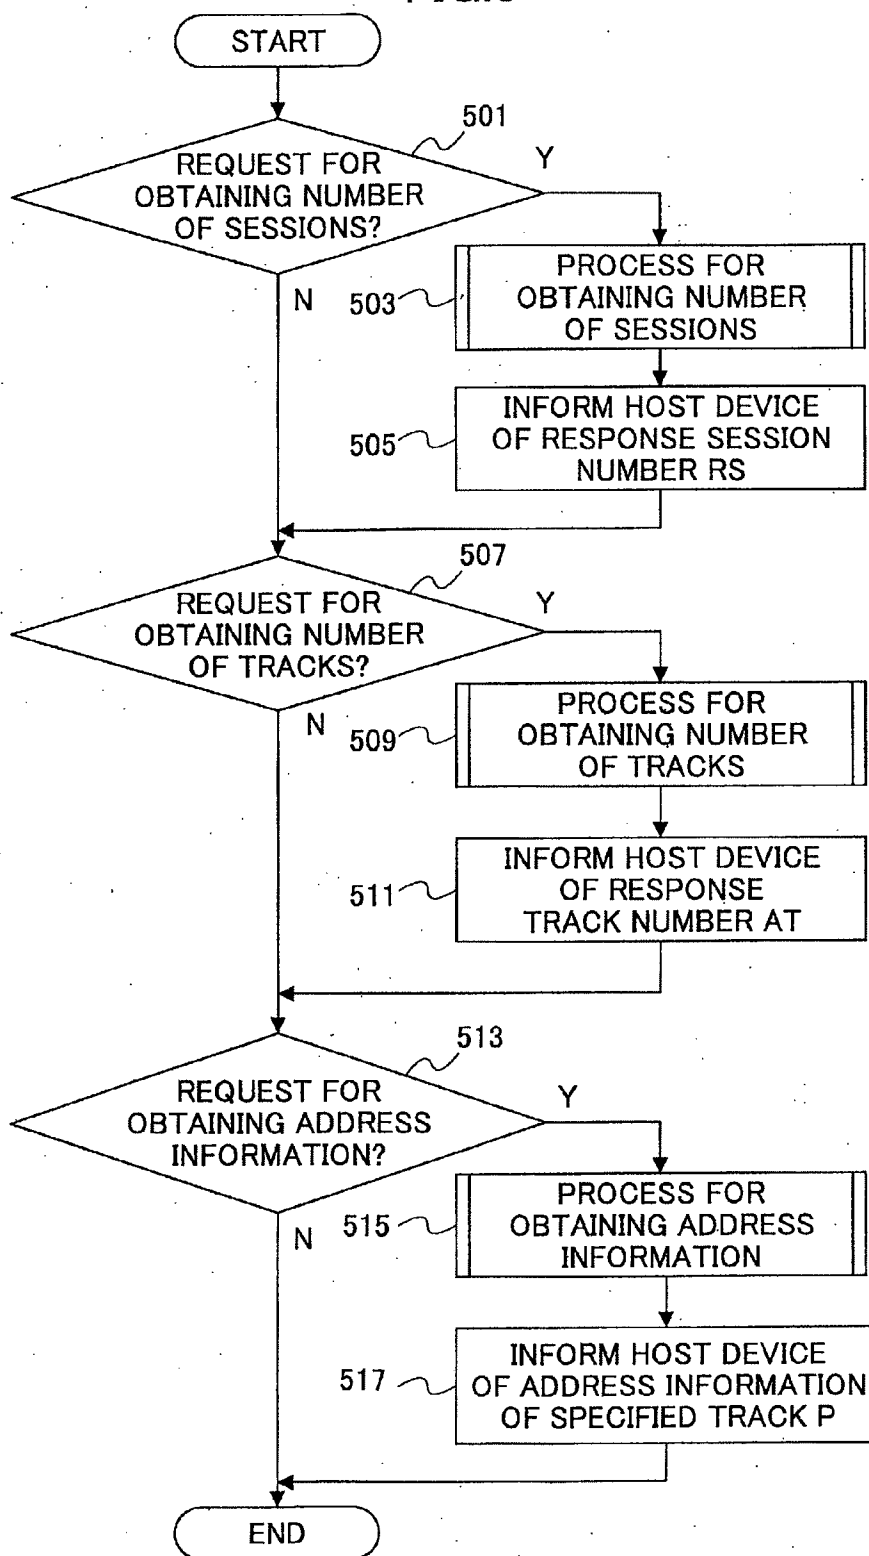 START
501
REQUEST FOR
OBTAINING NUMBER
OF SESSIONS?
Y
N
503
PROCESS FOR
OBTAINING NUMBER
OF SESSIONS
505
INFORM HOST DEVICE
OF RESPONSE SESSION
NUMBER RS
507
REQUEST FOR
OBTAINING NUMBER
OF TRACKS?
Y
N
509
PROCESS FOR
OBTAINING NUMBER
OF TRACKS
511
INFORM HOST DEVICE
OF RESPONSE
TRACK NUMBER AT
513
REQUEST FOR
OBTAINING ADDRESS
INFORMATION?
Y
N
515
PROCESS FOR
OBTAINING ADDRESS
INFORMATION
517
INFORM HOST DEVICE
OF ADDRESS INFORMATION
OF SPECIFIED TRACK P
END